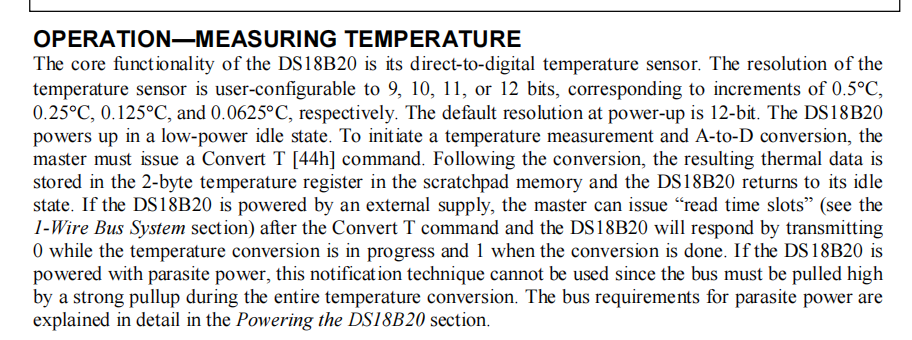 OPERATION—MEASURING TEMPERATURE
The core functionality of the DS18B20 is its direct-to-digital temperature sensor. The resolution of the
temperature sensor is user-configurable to 9, 10, 11, or 12 bits, corresponding to increments of 0.5°C,
0.25°C, 0.125°C, and 0.0625°C, respectively. The default resolution at power-up is 12-bit. The DS18B20
powers up in a low-power idle state. To initiate a temperature measurement and A-to-D conversion, the
master must issue a Convert T [44h] command. Following the conversion, the resulting thermal data is
stored in the 2-byte temperature register in the scratchpad memory and the DS18B20 returns to its idle
state. If the DS18B20 is powered by an external supply, the master can issue “read time slots” (see the
1-Wire Bus System section) after the Convert T command and the DS18B20 will respond by transmitting
0 while the temperature conversion is in progress and 1 when the conversion is done. If the DS18B20 is
powered with parasite power, this notification technique cannot be used since the bus must be pulled high
by a strong pullup during the entire temperature conversion. The bus requirements for parasite power are
explained in detail in the Powering the DS18B20 section.